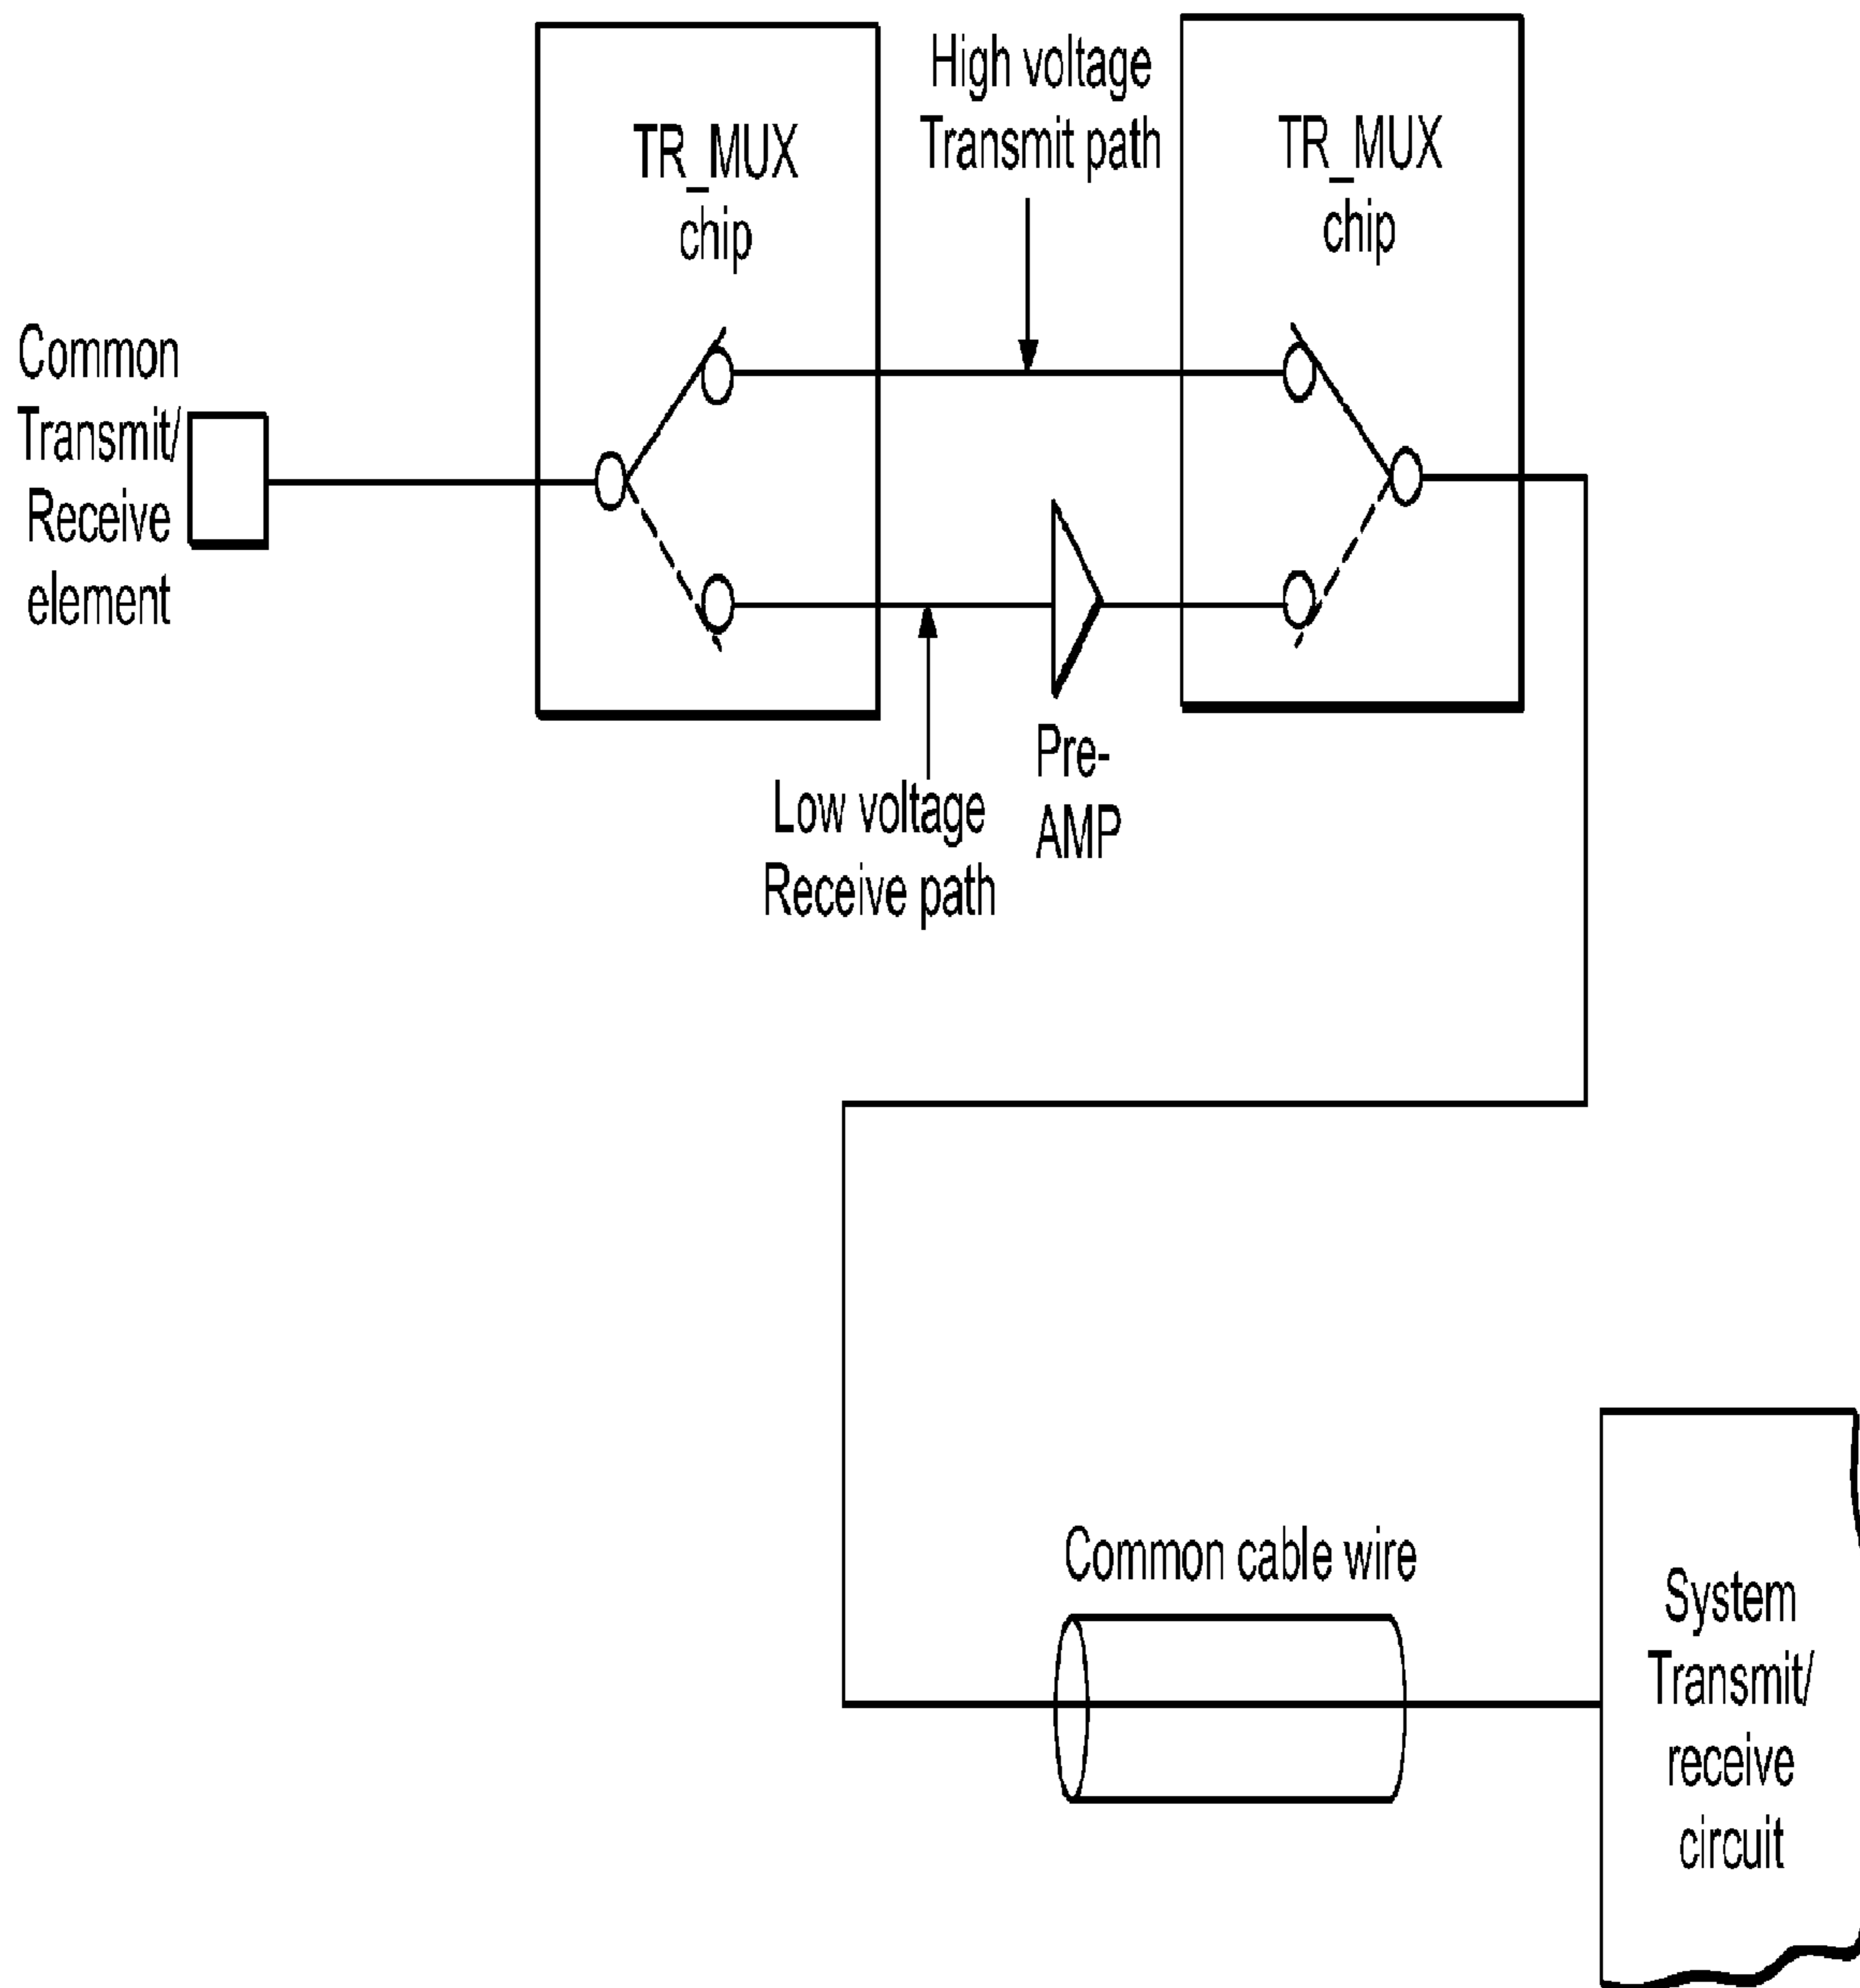 High voltage
Transmit path
TR_MUX
chip
TR_MUX
chip
Common
Transmit/
Receive
element
Pre-
AMP
Low voltage
Receive path
Common cable wire
System
Transmit/
receive
circuit